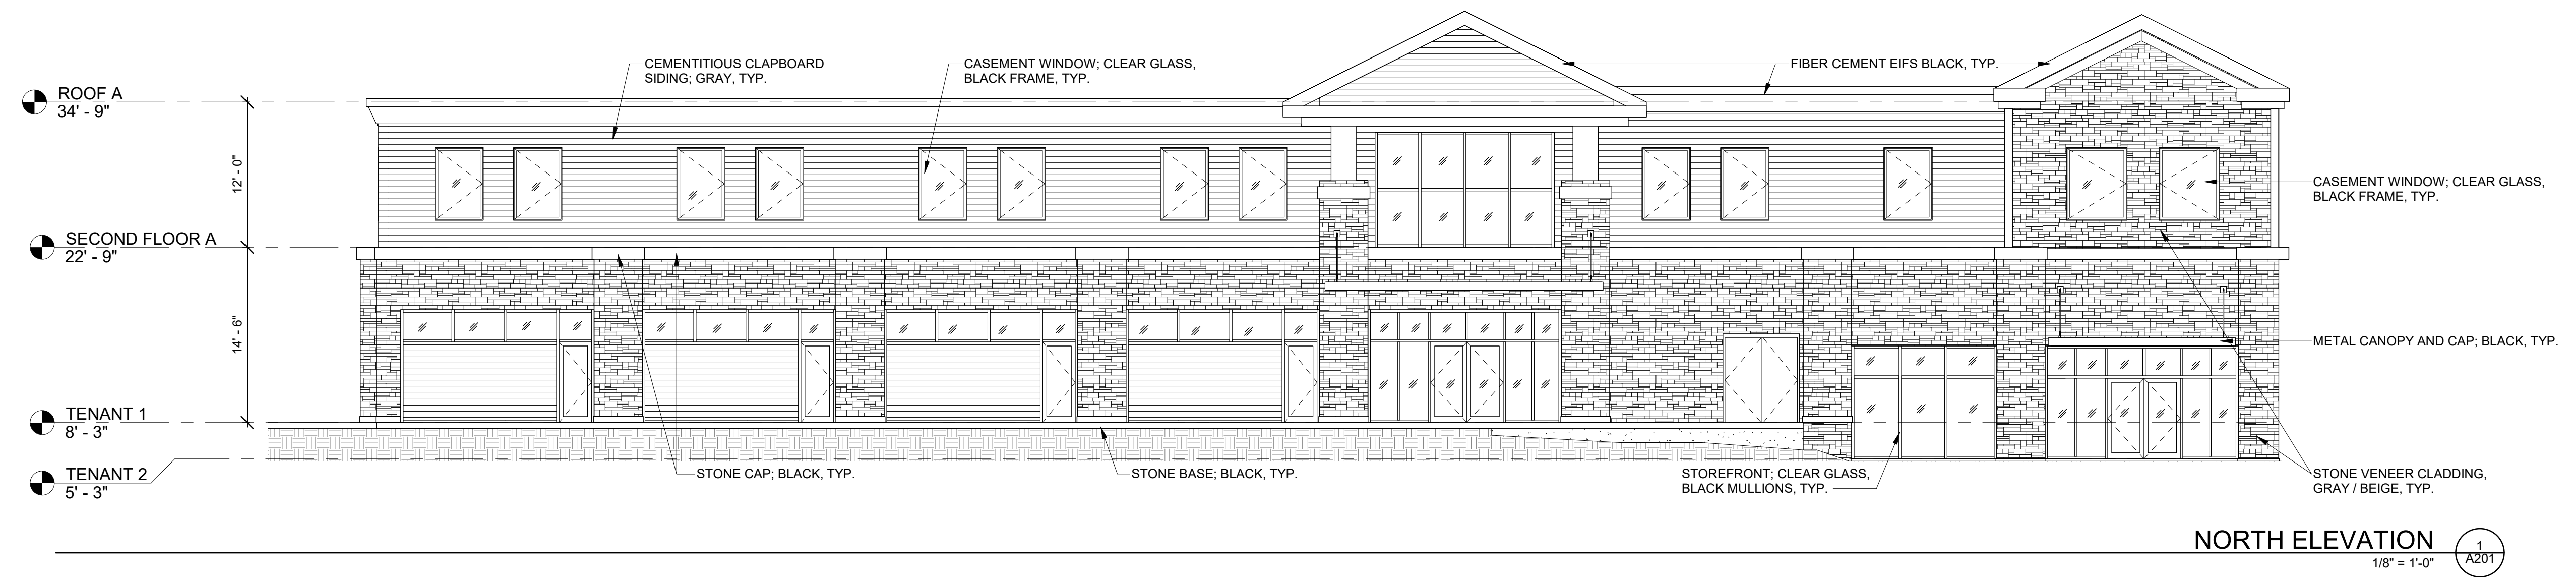 CEMENTITIOUS CLAPBOARD
SIDING; GRAY, TYP.
CASEMENT WINDOW; CLEAR GLASS,
BLACK FRAME, TYP.
FIBER CEMENT EIFS BLACK, TYP.
ROOF A
34' - 9"
12' - 0"
CASEMENT WINDOW; CLEAR GLASS,
BLACK FRAME, TYP.
SECOND FLOOR A
22' - 9"
14' - 6"
METAL CANOPY AND CAP; BLACK, TYP.
TENANT 1
8' - 3"
TENANT 2
5' - 3"
STONE CAP; BLACK, TYP.
STONE BASE; BLACK, TYP.
STOREFRONT; CLEAR GLASS,
BLACK MULLIONS, TYP.
STONE VENEER CLADDING,
GRAY / BEIGE, TYP.
NORTH ELEVATION
1/8" = 1'-0"
1
A201